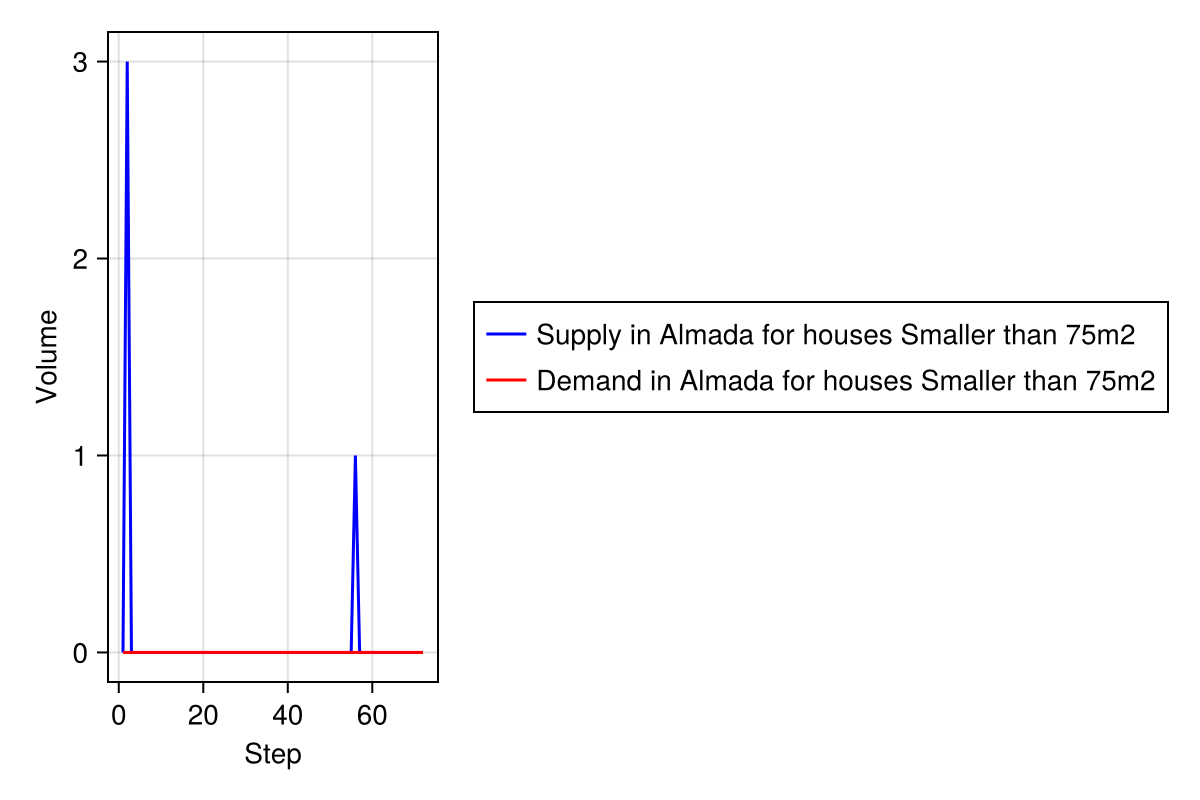 3
2
1
0
Volume
0 20 40 60
Step
Supply in Almada for houses Smaller than 75m2
Demand in Almada for houses Smaller than 75m2